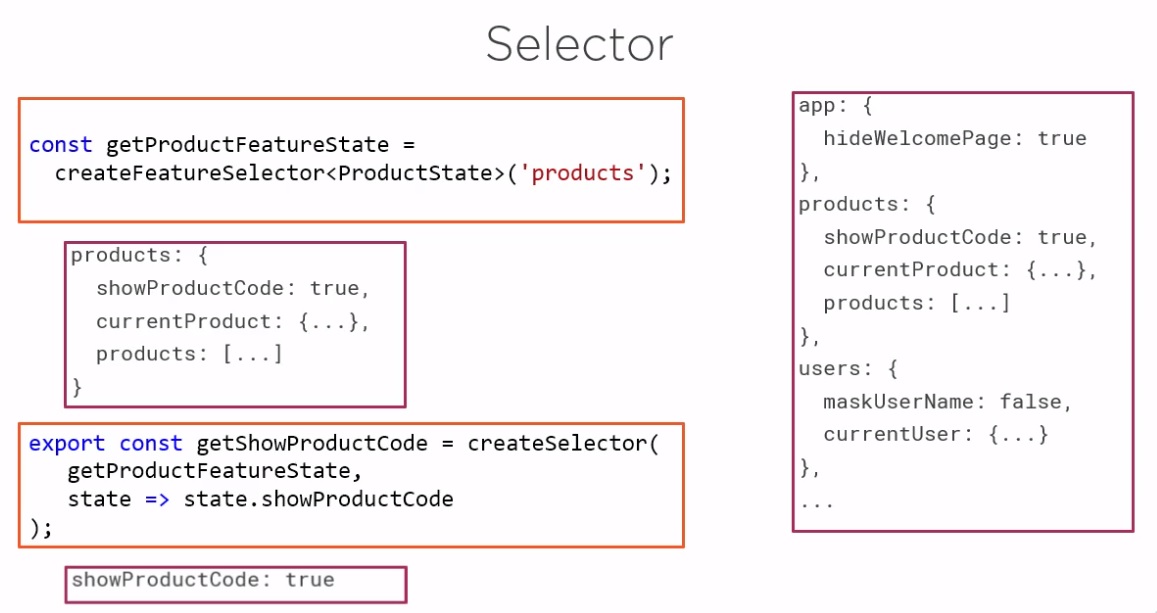 Selector
const getProductFeatureState =
createFeatureSelector<ProductState>('products');
products: {
showProductCode: true,
currentProduct: {...},
products: [...]
}
export const getShowProductCode = createSelector(
getProductFeatureState,
state => state.showProductCode
);
showProductCode: true
app: {
hideWelcomePage: true
},
products: {
showProductCode: true,
currentProduct: {...},
products: [...]
},
users: {
maskUserName: false,
currentUser: {...}
},
...